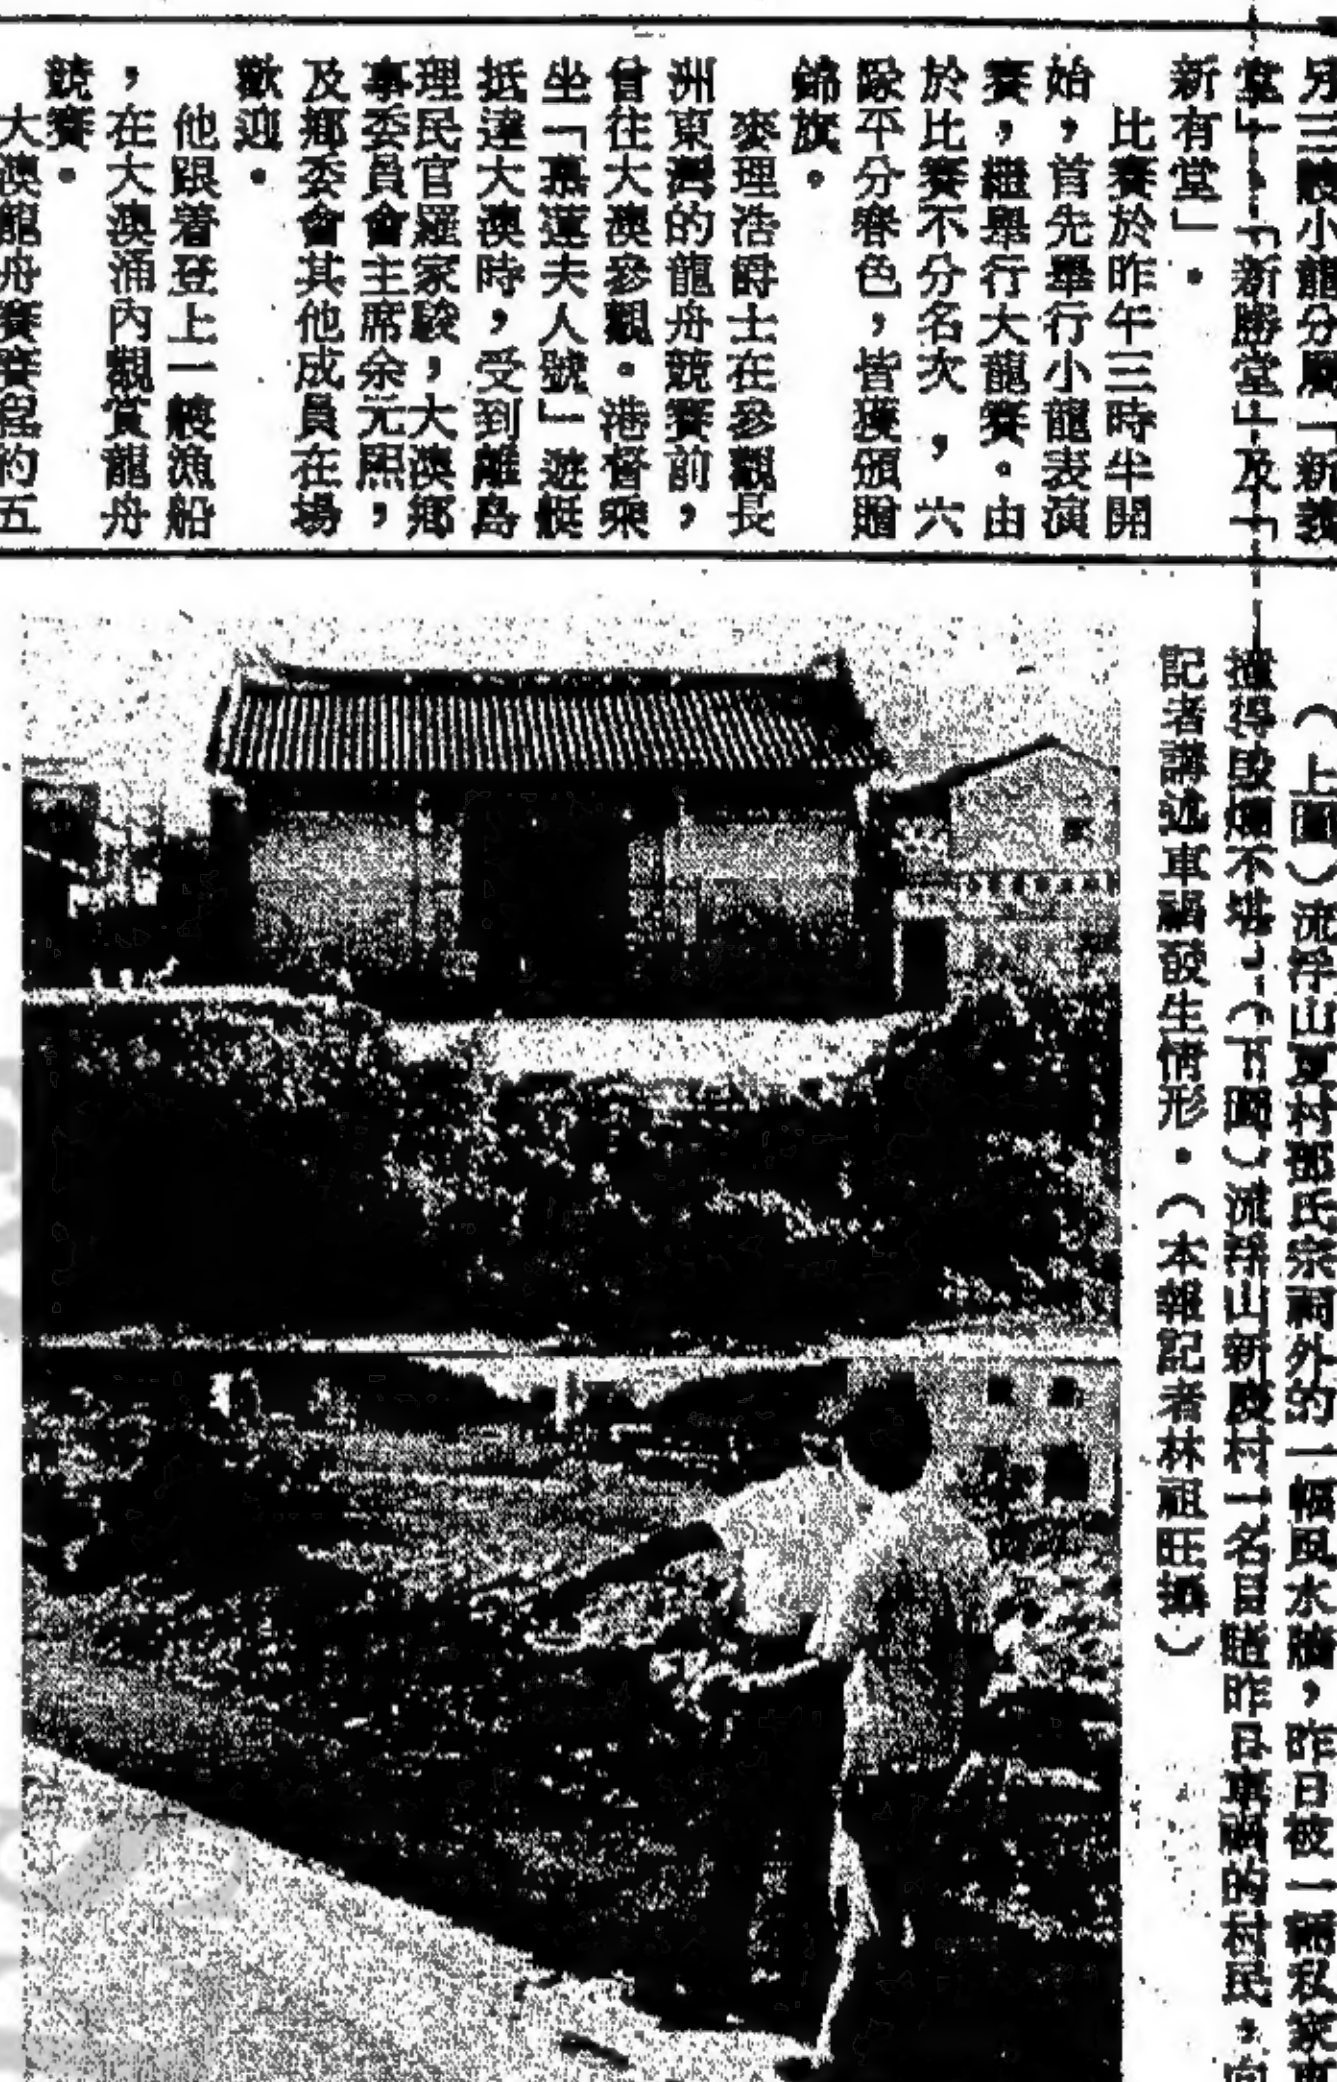 另三艘小龍分屬「新義
堂」、「新勝堂」及「
新有堂」。
比賽於昨午三時半開
始，首先舉行小龍表演
賽，繼舉行大龍賽。由
於比賽不分名次，六
隊平分春色，皆獲頒贈
錦旗。
麥理浩爵士在參觀長
洲東灣的龍舟競賽前，
曾往大澳參觀。港督乘
坐「慕蓮夫人號」遊艇
抵達大澳時，受到離島
理民官羅家駿，大澳鄉
事委員會主席余元熙，
及鄉委會其他成員在場
歡迎。
他跟着登上一艘漁船
，在大澳涌內觀賞龍舟
競賽。
大澳龍舟賽賽程約五
（上圖）流浮山 村 氏宗祠外的一幅風水牆，昨日被一輛私家車
撞得毀爛不堪。（下圖）流浮山新 村一名目睹昨日車禍的村民，向
記者講述車禍發生情形。（本報記者林祖旺攝）